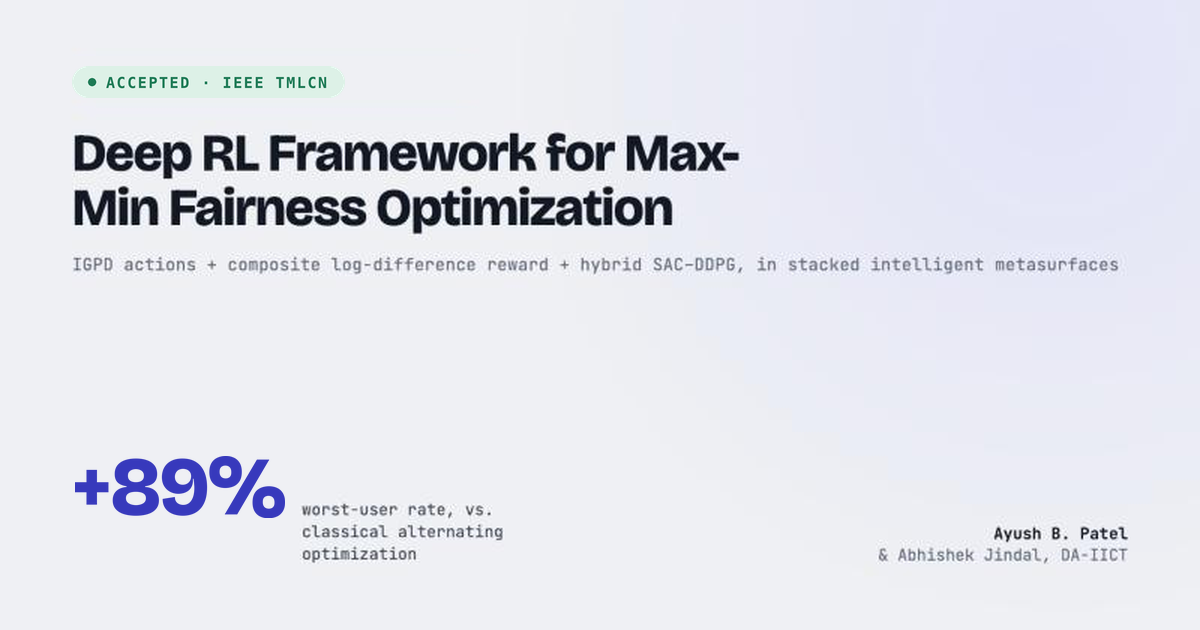 ACCEPTED · IEEE TMLCN
Deep RL Framework for Max-
Min Fairness Optimization
IGPD actions + composite log-difference reward + hybrid SAC–DDPG, in stacked intelligent metasurfaces
+89%
worst-user rate, vs.
classical alternating
optimization
Ayush B. Patel
& Abhishek Jindal, DA-IICT